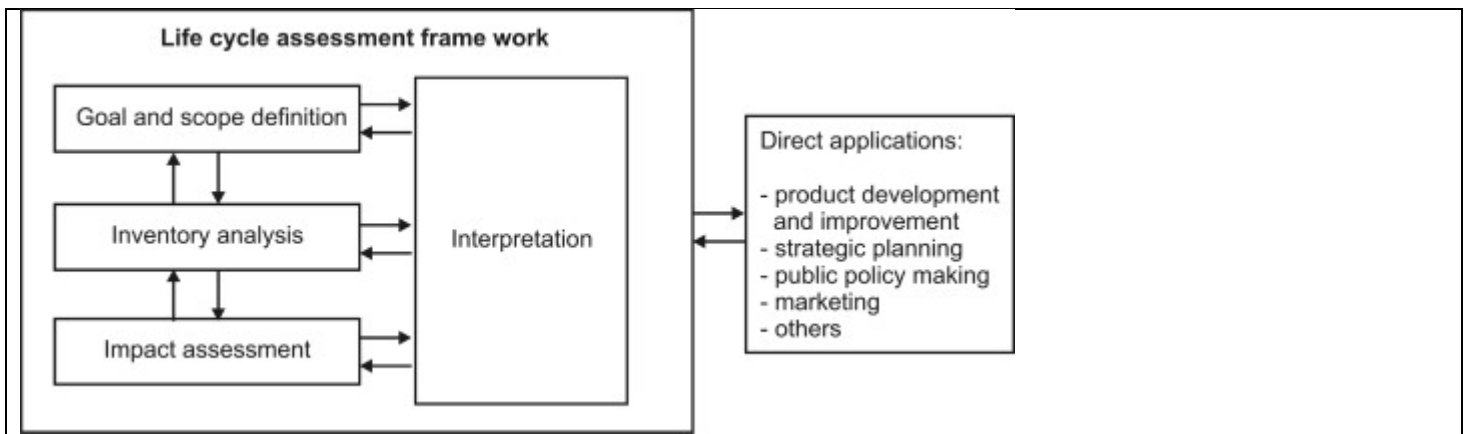 Life cycle assessment frame work
Goal and scope definition
Inventory analysis
Impact assessment
Interpretation
Direct applications:
- product development
and improvement
- strategic planning
- public policy making
- marketing
- others